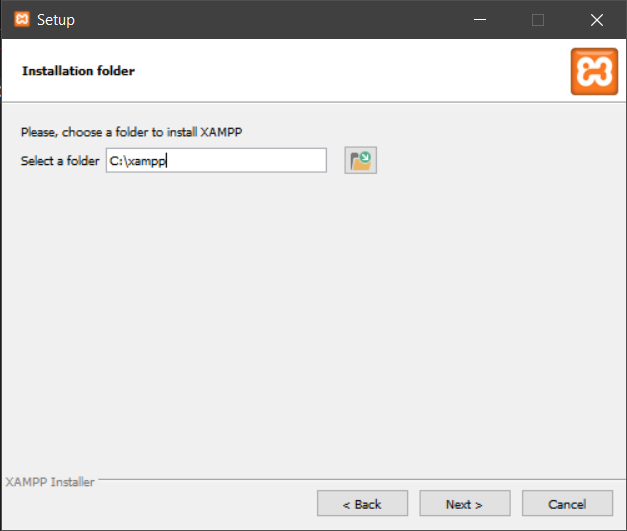 Setup
Installation folder
Please, choose a folder to install XAMPP
Select a folder C:\xampp
XAMPP Installer
< Back Next > Cancel